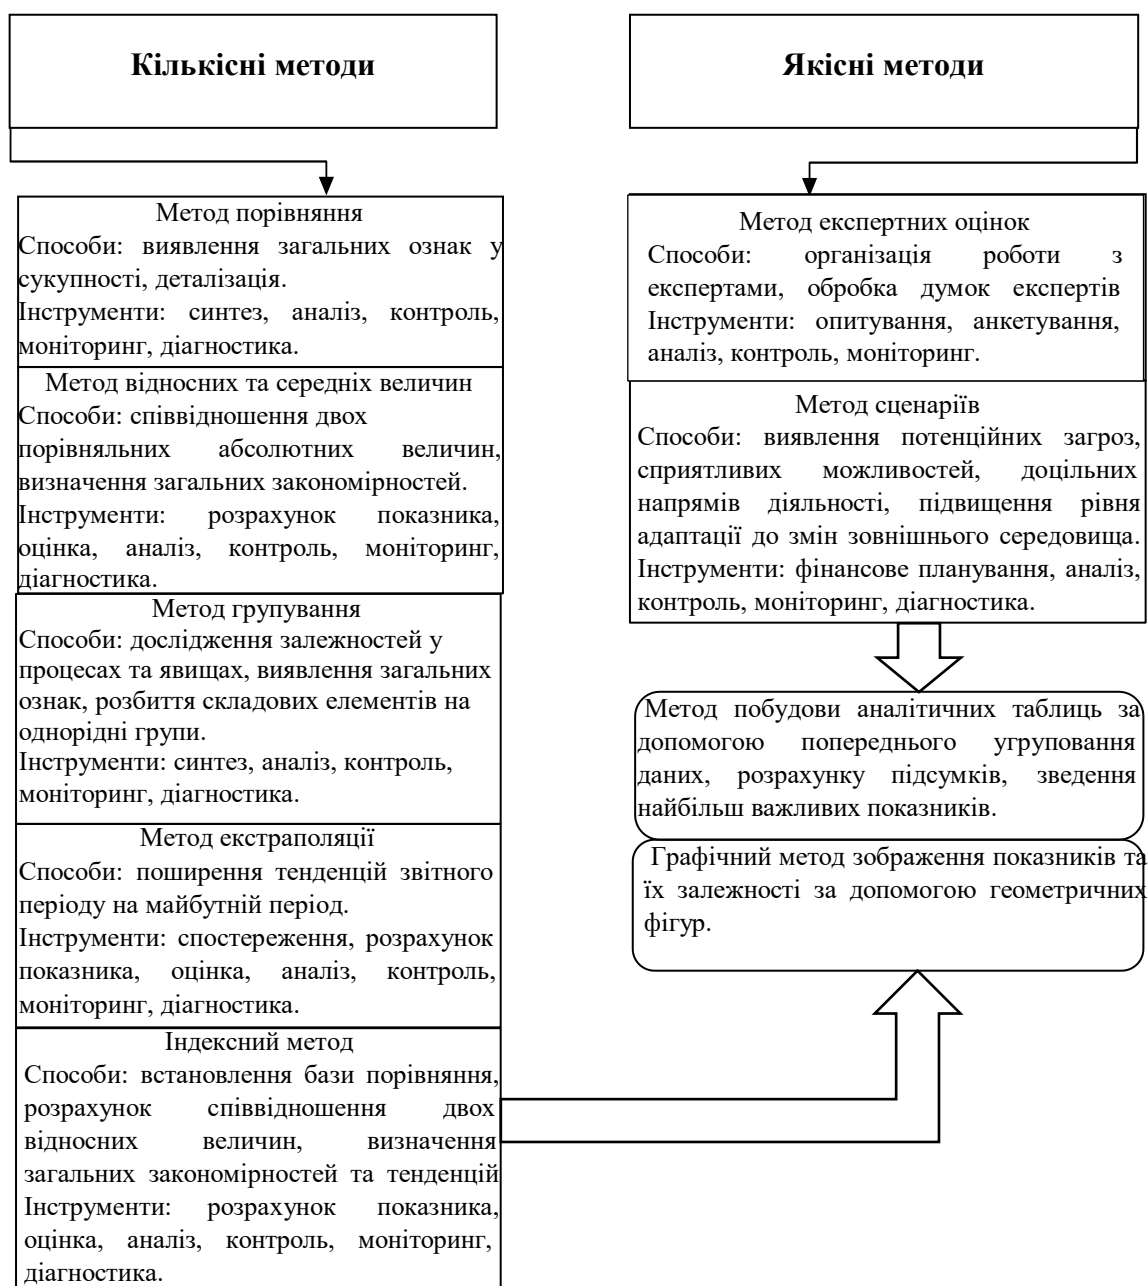 Кількісні методи
Метод порівняння
Способи: виявлення загальних ознак у
сукупності, деталізація.
Інструменти: синтез, аналіз, контроль,
моніторинг, діагностика.
Метод відносних та середніх величин
Способи: співвідношення двох
порівняльних абсолютних величин,
визначення загальних закономірностей.
Інструменти: розрахунок показника,
оцінка, аналіз, контроль, моніторинг,
діагностика.
Метод групування
Способи: дослідження залежностей у
процесах та явищах, виявлення загальних
ознак, розбиття складових елементів на
однорідні групи.
Інструменти: синтез, аналіз, контроль,
моніторинг, діагностика.
Метод екстраполяції
Способи: поширення тенденцій звітного
періоду на майбутній період.
Інструменти: спостереження, розрахунок
показника, оцінка, аналіз, контроль,
моніторинг, діагностика.
Індексний метод
Способи: встановлення бази порівняння,
розрахунок співвідношення двох
відносних величин, визначення
загальних закономірностей та тенденцій
Інструменти: розрахунок показника,
оцінка, аналіз, контроль, моніторинг,
діагностика.
Якісні методи
Метод експертних оцінок
Способи: організація роботи з
експертами, обробка думок експертів
Інструменти: опитування, анкетування,
аналіз, контроль, моніторинг.
Метод сценаріїв
Способи: виявлення потенційних загроз,
сприятливих можливостей, доцільних
напрямів діяльності, підвищення рівня
адаптації до змін зовнішнього середовища.
Інструменти: фінансове планування, аналіз,
контроль, моніторинг, діагностика.
Метод побудови аналітичних таблиць за
допомогою попереднього угруповання
даних, розрахунку підсумків, зведення
найбільш важливих показників.
Графічний метод зображення показників та
їх залежності за допомогою геометричних
фігур.